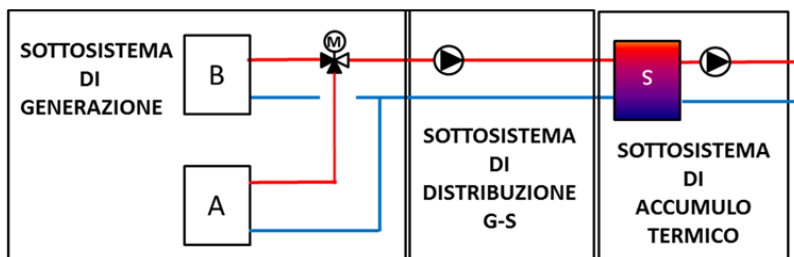 SOTTOSISTEMA
DI
GENERAZIONE
B
M
A
SOTTOSISTEMA
DI
DISTRIBUZIONE
G-S
S
SOTTOSISTEMA
DI
ACCUMULO
TERMICO